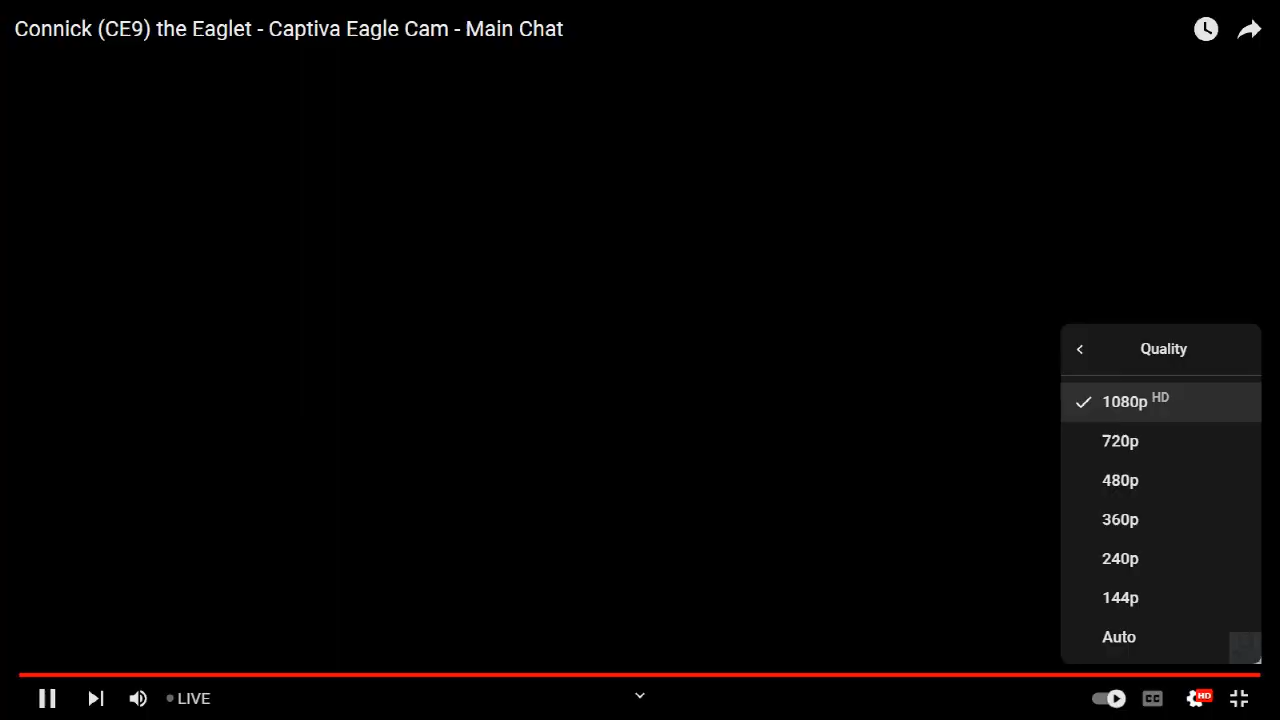 Connick (CE9) the Eaglet - Captiva Eagle Cam - Main Chat
Quality
1080p HD
720p
480p
360p
240p
144p
Auto
LIVE
CC
HD